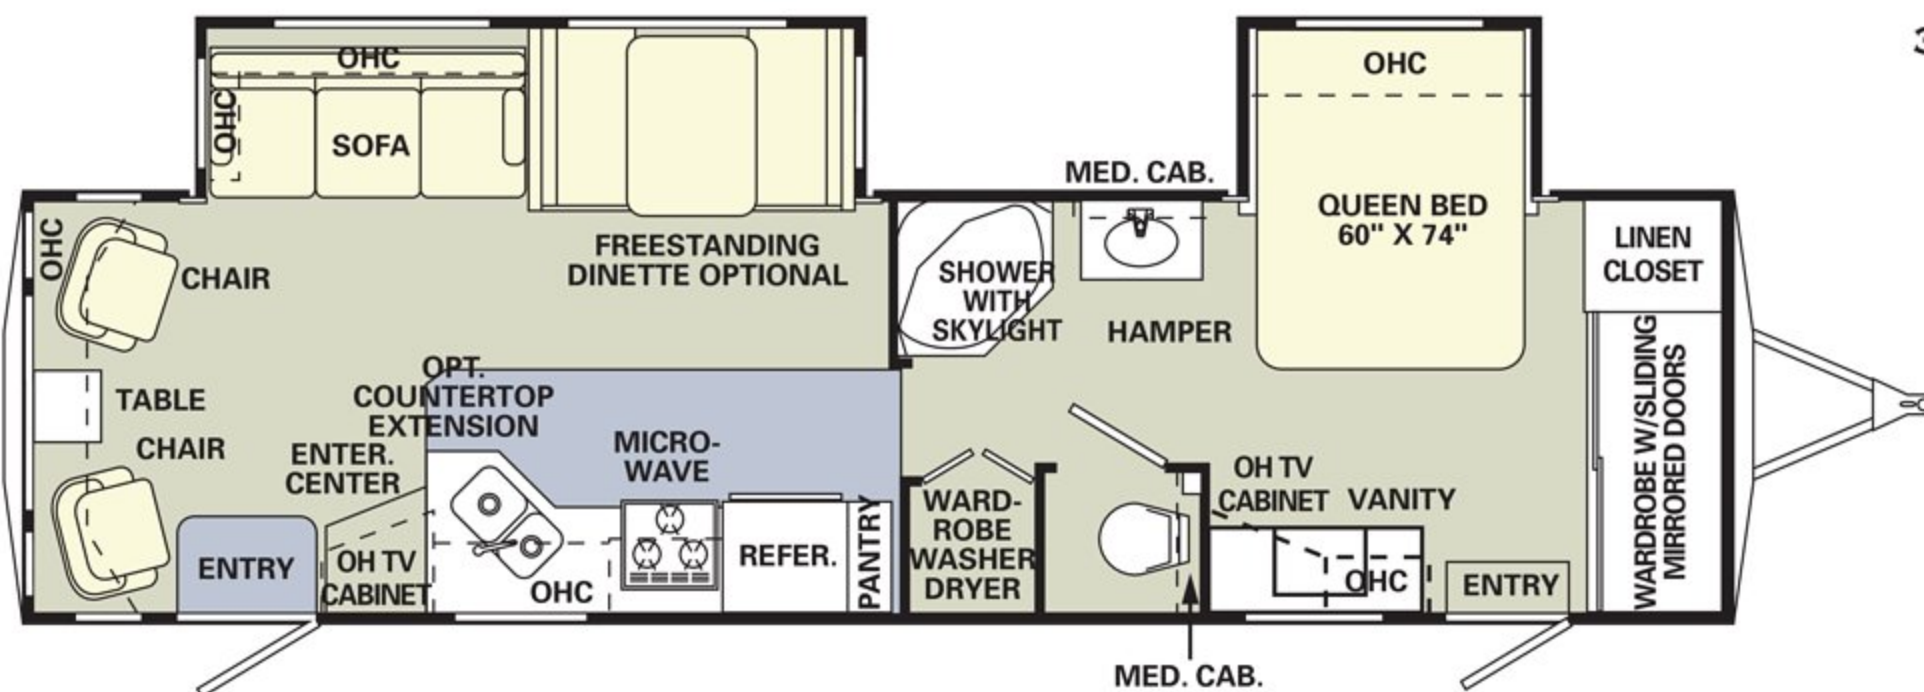 OHC
OHC
SOFA
OHC
CHAIR
FREESTANDING
DINETTE OPTIONAL
TABLE
CHAIR
OPT.
COUNTERTOP
EXTENSION
ENTER.
CENTER
ENTRY
OH TV
CABINET
MICRO-
WAVE
OHC
REFER.
PANTRY
MED. CAB.
SHOWER
WITH
SKYLIGHT
HAMPER
WARD-
ROBE
WASHER
DRYER
MED. CAB.
OHC
QUEEN BED
60" X 74"
OH TV
CABINET
VANITY
OHC
ENTRY
LINEN
CLOSET
WARDROBE W/SLIDING
MIRRORED DOORS